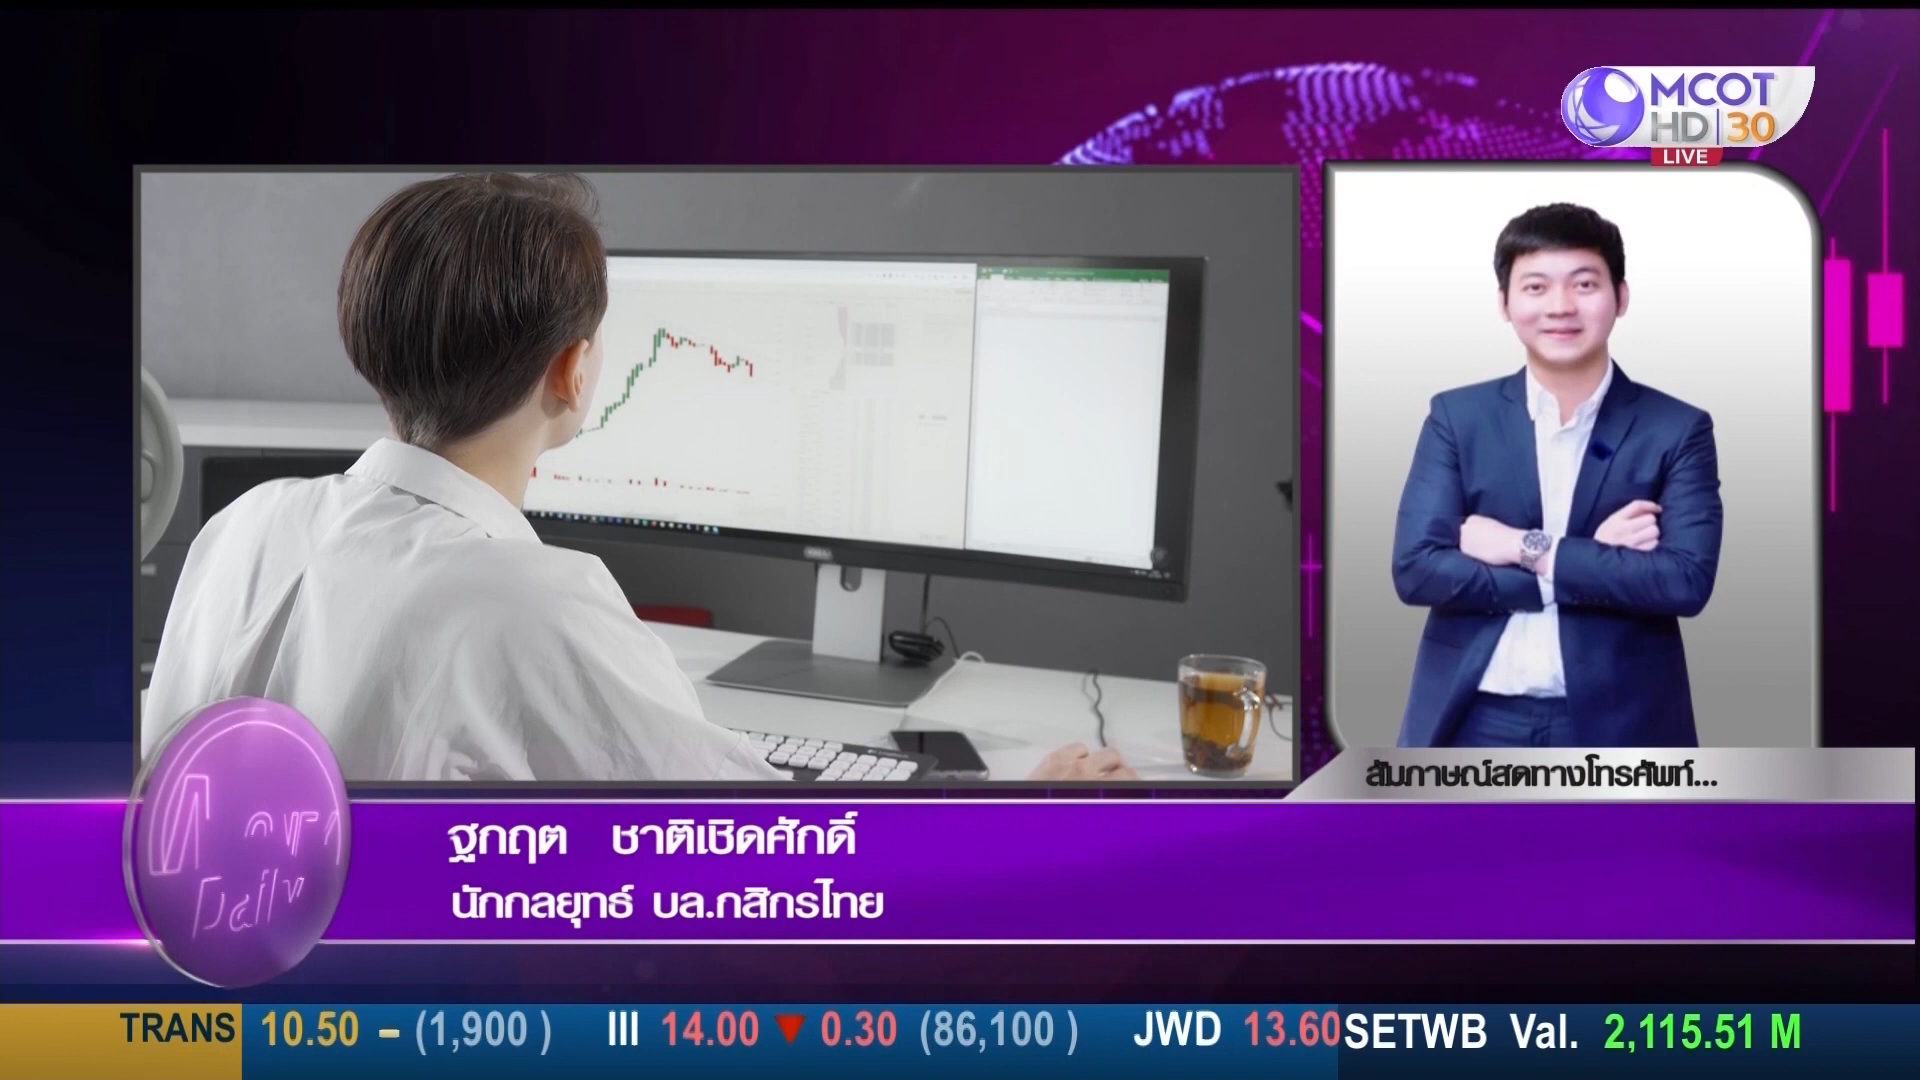 MCOT
HD 30
LIVE
สัมภาษณ์สดทางโทรศัพท์...
ฐกฤต ชาติเชิดศักดิ์
นักกลยุทธ์ บล.กสิกรไทย
Daily
TRANS 10.50 – (1,900 ) III 14.00 ▼ 0.30 (86,100 ) JWD 13.60 SETWB Val. 2,115.51 M